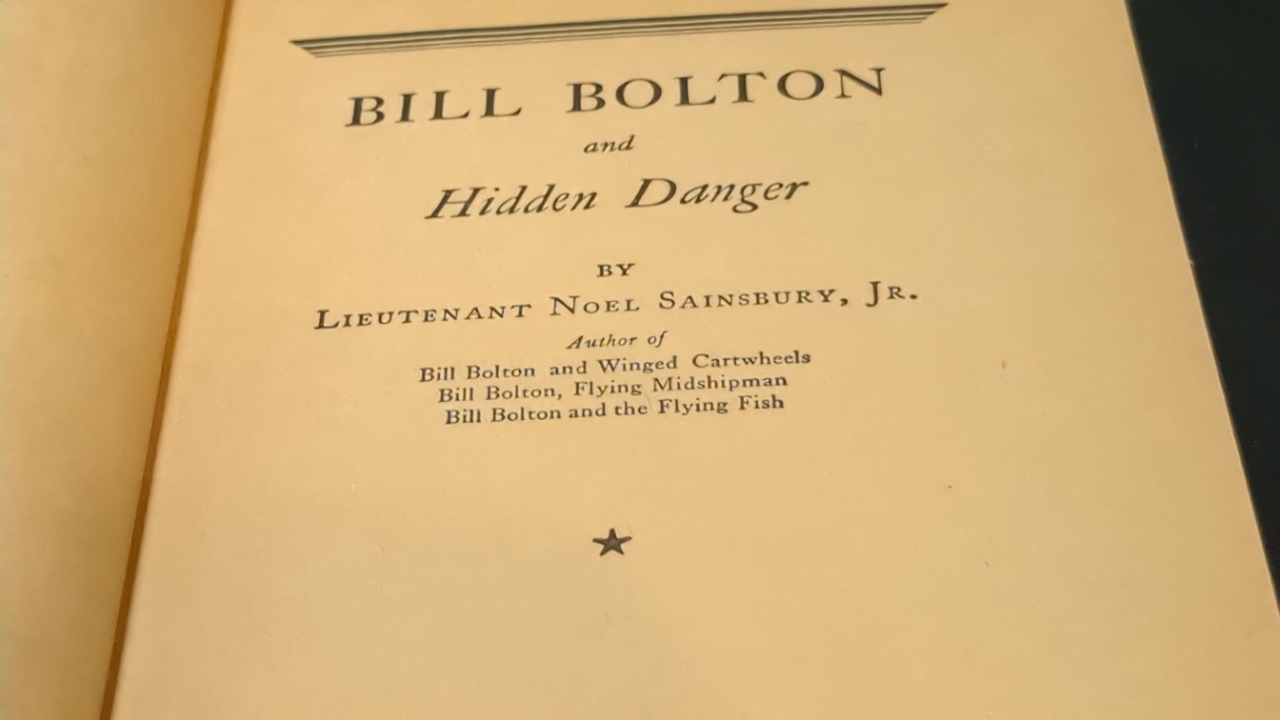 BILL BOLTON
and
Hidden Danger
BY
LIEUTENANT NOEL SAINSBURY, JR.
Author of
Bill Bolton and Winged Cartwheels
Bill Bolton, Flying Midshipman
Bill Bolton and the Flying Fish